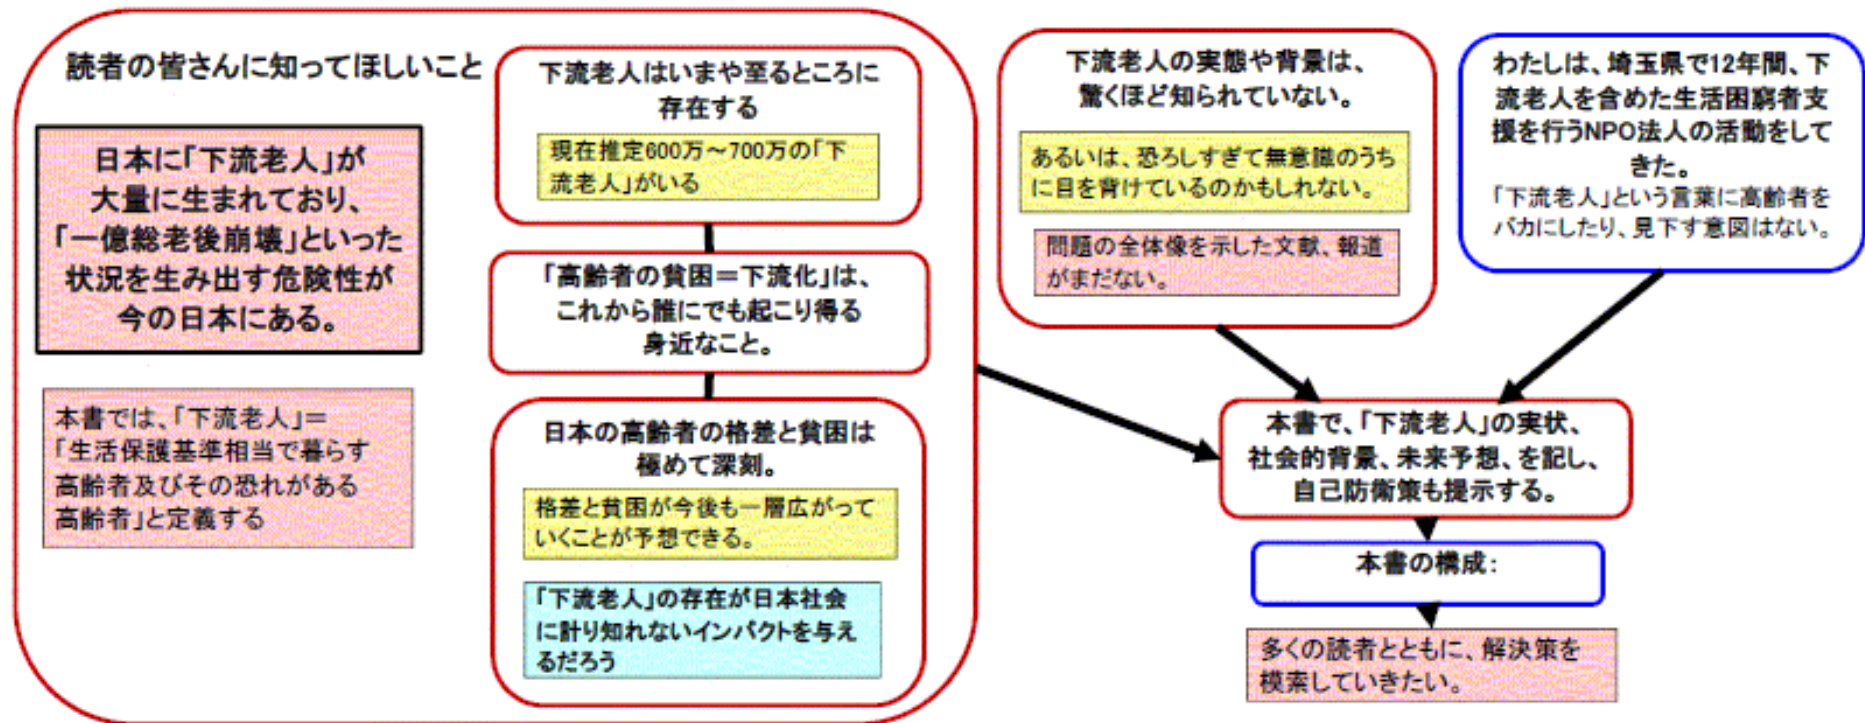 読者の皆さんに知ってほしいこと
日本に「下流老人」が
大量に生まれており、
「一億総老後崩壊」といった
状況を生み出す危険性が
今の日本にある。
本書では、「下流老人」＝
「生活保護基準相当で暮らす
高齢者及びその恐れがある
高齢者」と定義する
下流老人はいまや至るところに
存在する
現在推定600万～700万の「下
流老人」がいる
「高齢者の貧困＝下流化」は、
これから誰にでも起こり得る
身近なこと。
日本の高齢者の格差と貧困は
極めて深刻。
格差と貧困が今後も一層広がって
いくことが予想できる。
「下流老人」の存在が日本社会
に計り知れないインパクトを与え
るだろう
下流老人の実態や背景は、
驚くほど知られていない。
あるいは、恐ろしすぎて無意識のうち
に目を背けているのかもしれない。
問題の全体像を示した文献、報道
がまだない。
わたしは、埼玉県で12年間、下
流老人を含めた生活困窮者支
援を行うNPO法人の活動をして
きた。
「下流老人」という言葉に高齢者を
バカにしたり、見下す意図はない。
本書で、「下流老人」の実状、
社会的背景、未来予想、を記し、
自己防衛策も提示する。
本書の構成：
多くの読者とともに、解決策を
模索していきたい。